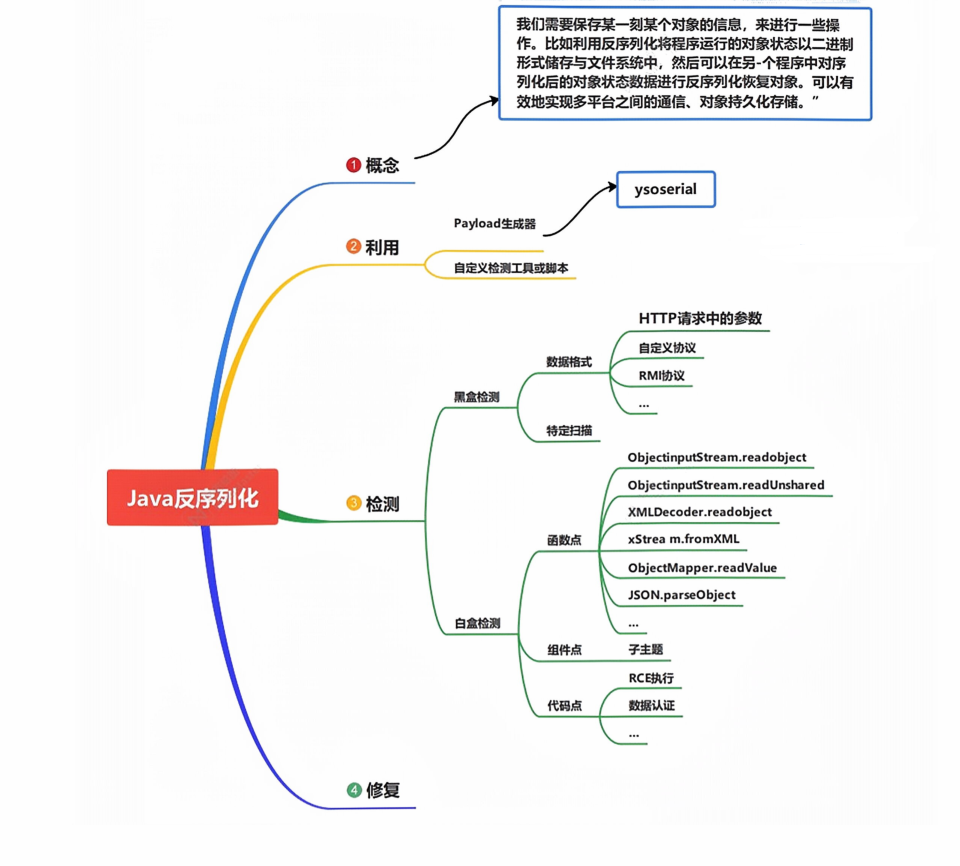 我们需要保存某一刻某个对象的信息，来进行一些操
作。比如利用反序列化将程序运行的对象状态以二进制
形式储存与文件系统中，然后可以在另-个程序中对序
列化后的对象状态数据进行反序列化恢复对象。可以有
效地实现多平台之间的通信、对象持久化存储。”
1 概念
ysoserial
Payload生成器
2 利用
自定义检测工具或脚本
HTTP请求中的参数
数据格式
自定义协议
RMI协议
...
黑盒检测
特定扫描
Java反序列化
3 检测
ObjectinputStream.readobject
ObjectinputStream.readUnshared
XMLDecoder.readobject
函数点
xStrea m.fromXML
ObjectMapper.readValue
JSON.parseObject
...
白盒检测
组件点
子主题
RCE执行
代码点
数据认证
...
4 修复